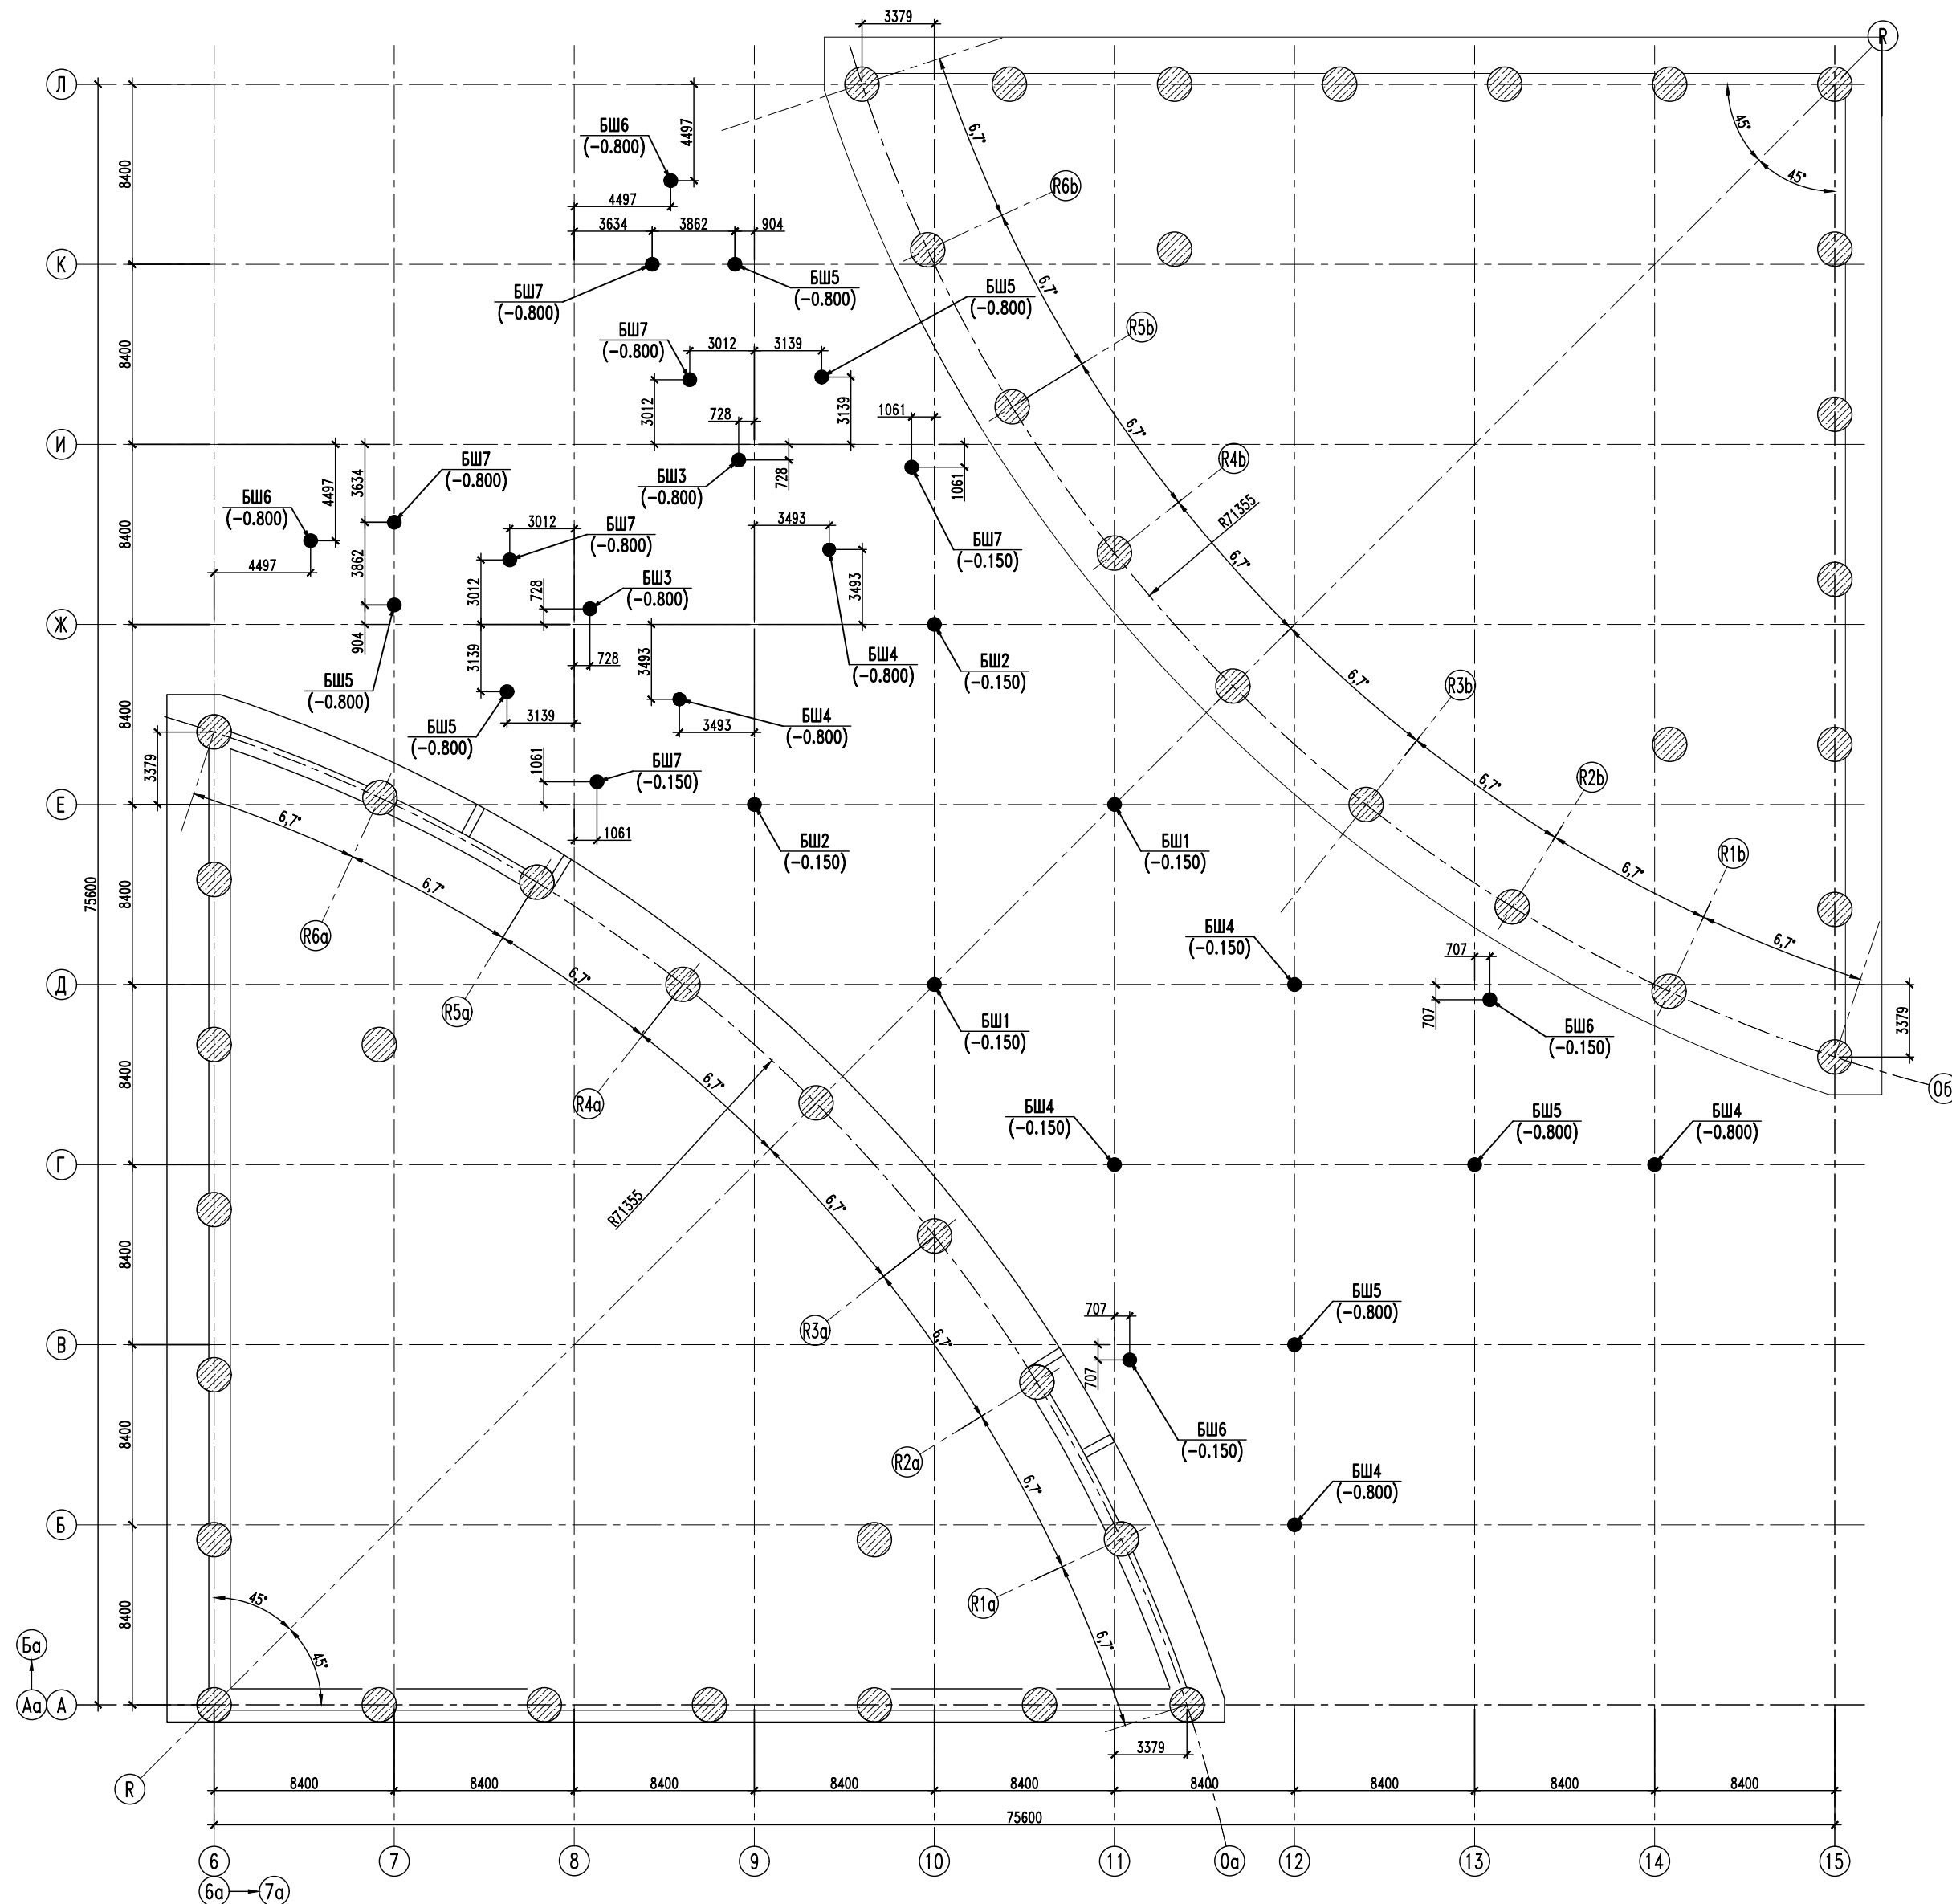 3379
R
Л
К
И
Ж
Е
Д
Г
В
Б
А
Аа
Ба
R
8400
8400
8400
8400
8400
8400
8400
8400
8400
75600
БШ6
(-0.800)
4497
4497
3634
3862
904
БШ7
(-0.800)
БШ5
(-0.800)
БШ5
(-0.800)
БШ7
(-0.800)
3012
3139
3012
3139
728
728
БШ3
(-0.800)
1061
1061
БШ7
(-0.150)
БШ6
(-0.800)
4497
4497
3634
3862
904
БШ7
(-0.800)
БШ5
(-0.800)
3012
3012
БШ7
(-0.800)
728
728
БШ3
(-0.800)
3139
3139
БШ5
(-0.800)
3493
3493
БШ4
(-0.800)
3493
3493
БШ4
(-0.800)
БШ2
(-0.150)
1061
1061
БШ7
(-0.150)
БШ2
(-0.150)
БШ1
(-0.150)
БШ1
(-0.150)
БШ4
(-0.150)
707
707
БШ6
(-0.150)
БШ4
(-0.150)
БШ5
(-0.800)
БШ4
(-0.800)
БШ5
(-0.800)
707
707
БШ6
(-0.150)
БШ4
(-0.800)
45°
45°
6,7°
6,7°
6,7°
6,7°
6,7°
6,7°
6,7°
6,7°
R6b
R5b
R4b
R3b
R2b
R1b
R71355
3379
0б
3379
6,7°
6,7°
6,7°
6,7°
6,7°
6,7°
6,7°
6,7°
R6a
R5a
R4a
R3a
R2a
R1a
R71355
45°
45°
3379
8400
8400
8400
8400
8400
8400
8400
8400
8400
75600
6
7
8
9
10
11
0а
12
13
14
15
6а
7а